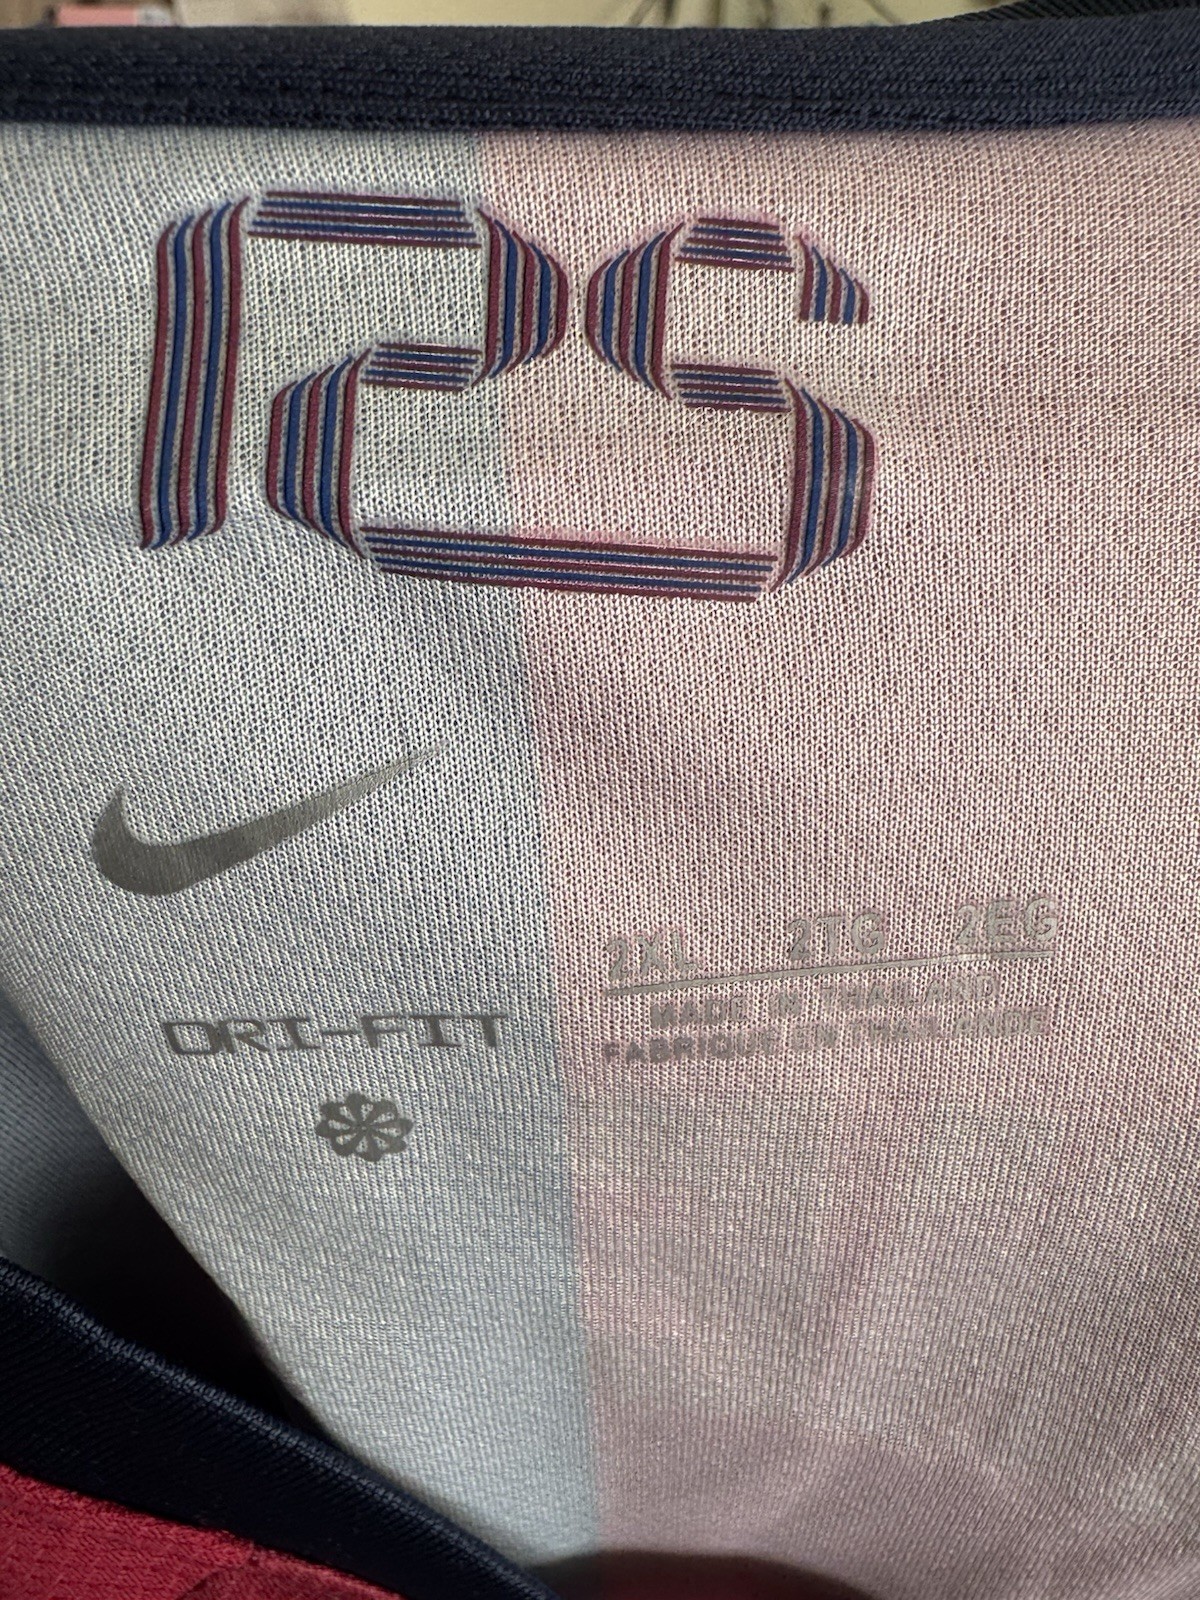 125
DRI-FIT
2XL 2TG 2EG
MADE IN THAILAND
FABRIQUÉ EN THAÏLANDE